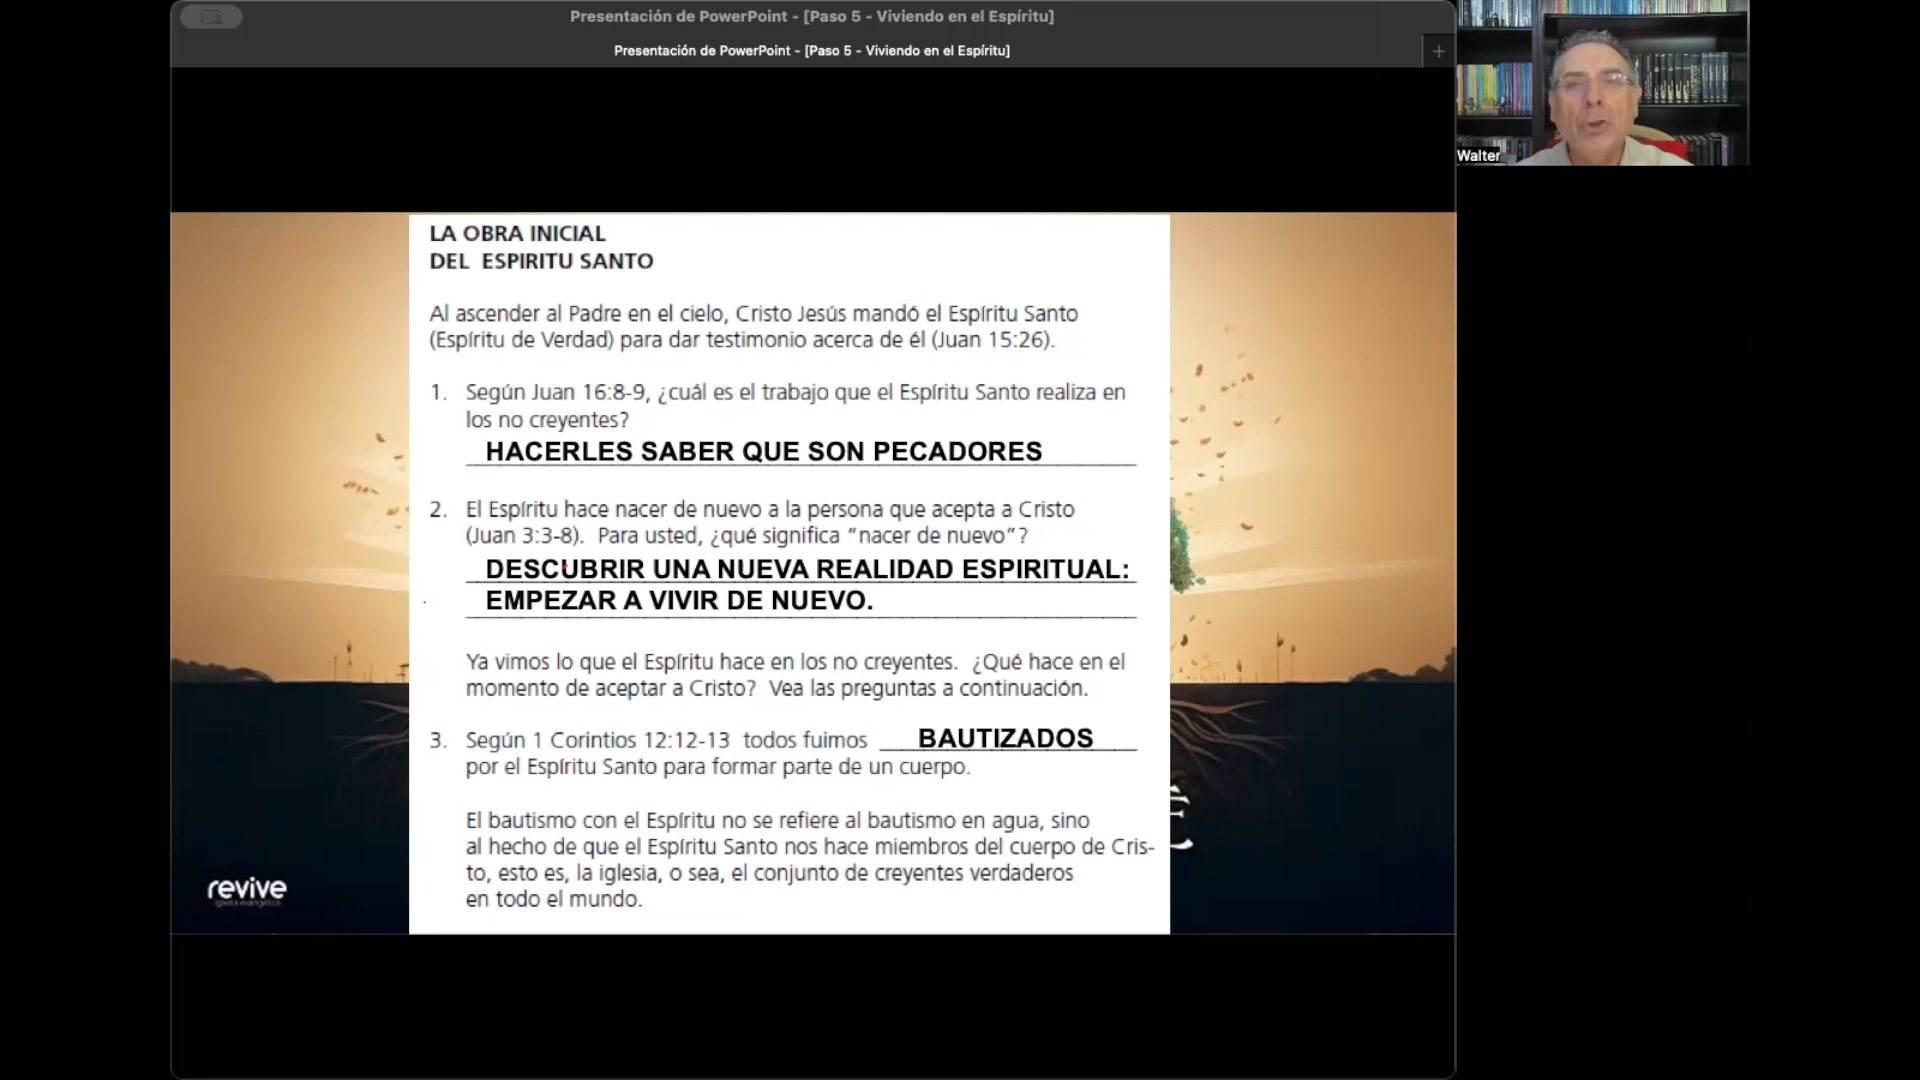 Presentación de PowerPoint - [Paso 5 - Viviendo en el Espíritu]
Presentación de PowerPoint - [Paso 5 - Viviendo en el Espíritu]
Walter
LA OBRA INICIAL
DEL ESPIRITU SANTO
Al ascender al Padre en el cielo, Cristo Jesús mandó el Espíritu Santo
(Espíritu de Verdad) para dar testimonio acerca de él (Juan 15:26).
1. Según Juan 16:8-9, ¿cuál es el trabajo que el Espíritu Santo realiza en
los no creyentes?
HACERLES SABER QUE SON PECADORES
2. El Espíritu hace nacer de nuevo a la persona que acepta a Cristo
(Juan 3:3-8). Para usted, ¿qué significa “nacer de nuevo”?
DESCUBRIR UNA NUEVA REALIDAD ESPIRITUAL:
EMPEZAR A VIVIR DE NUEVO.
Ya vimos lo que el Espíritu hace en los no creyentes. ¿Qué hace en el
momento de aceptar a Cristo? Vea las preguntas a continuación.
3. Según 1 Corintios 12:12-13 todos fuimos BAUTIZADOS
por el Espíritu Santo para formar parte de un cuerpo.
El bautismo con el Espíritu no se refiere al bautismo en agua, sino
al hecho de que el Espíritu Santo nos hace miembros del cuerpo de Cris-
to, esto es, la iglesia, o sea, el conjunto de creyentes verdaderos
en todo el mundo.
revive